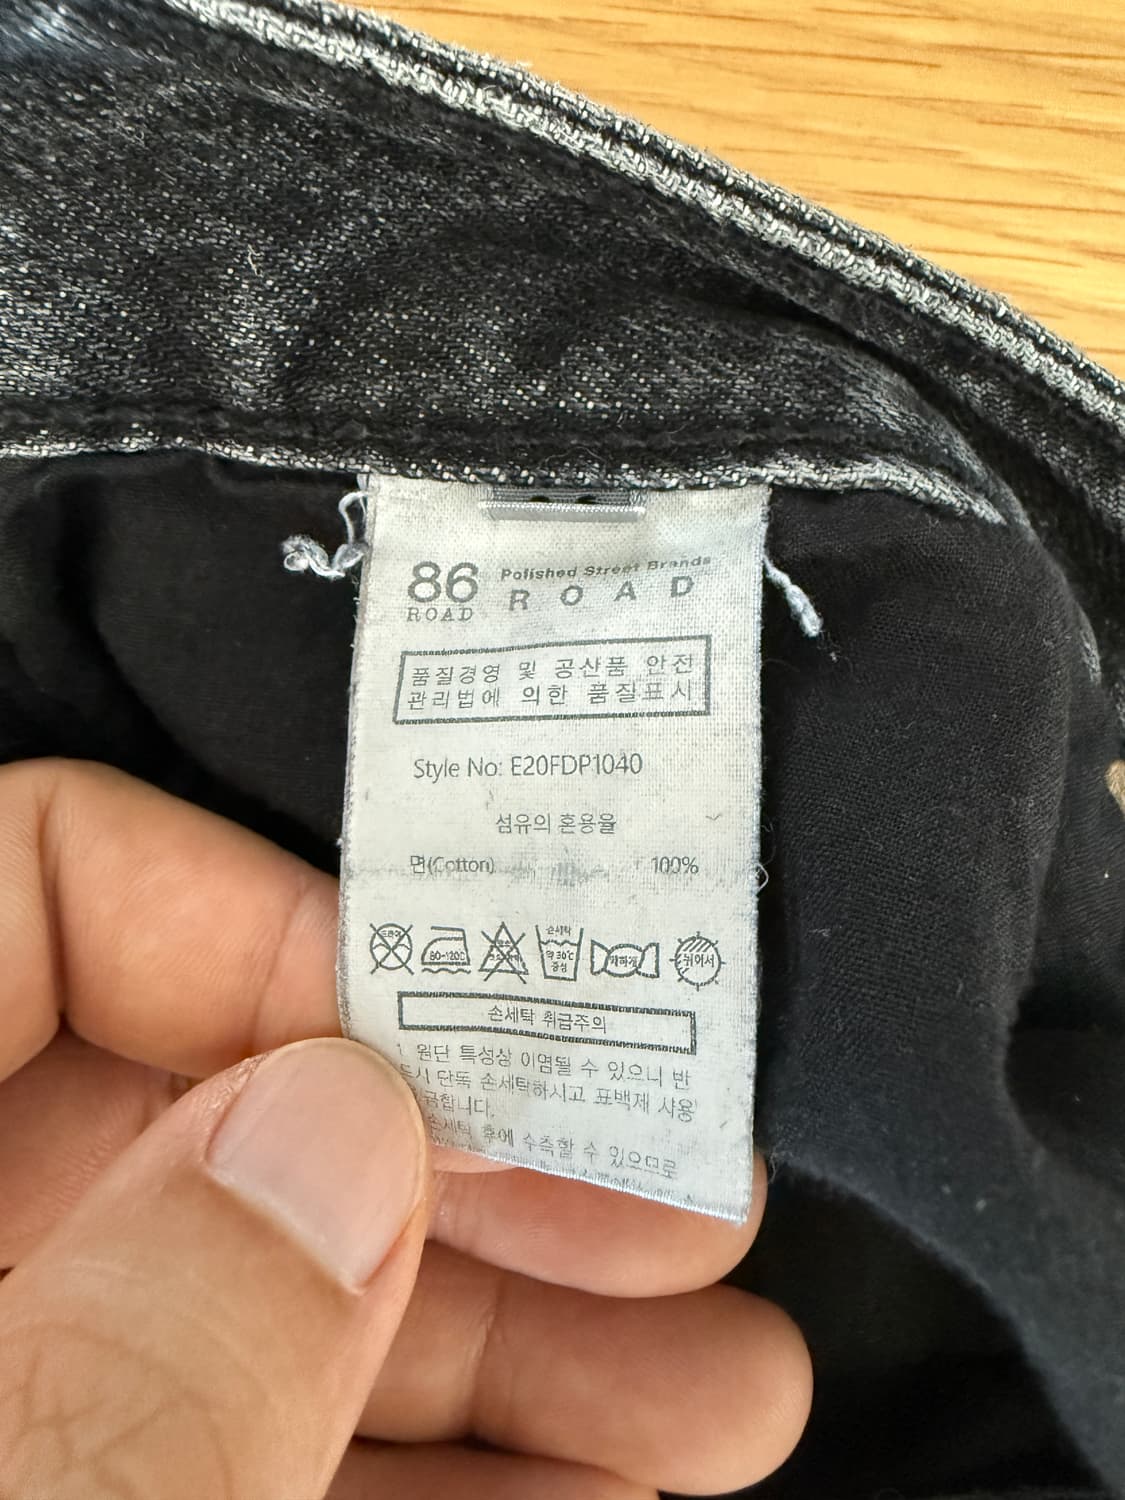 86 Polished Street Brands
ROAD ROAD
품질경영 및 공산품 안전
관리법에 의한 품질표시
Style No: E20FDP1040
섬유의 혼용율
면(Cotton) 100%
드라이 80-120℃ 손세탁 약 30℃ 중성 약하게 뉘어서
손세탁 취급주의
1. 원단 특성상 이염될 수 있으니 반
드시 단독 손세탁하시고 표백제 사용
금합니다.
손세탁 후에 수축할 수 있으므로